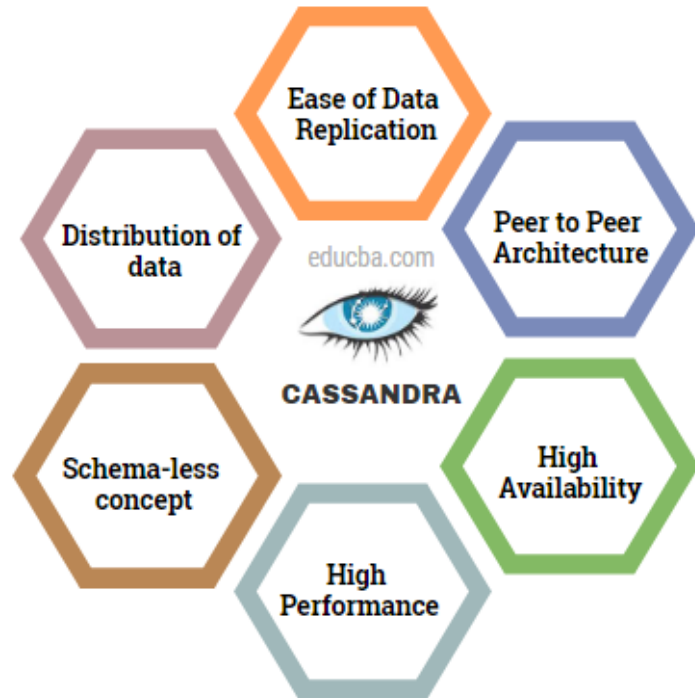 Ease of Data
Replication
Peer to Peer
Architecture
High
Availability
High
Performance
Schema-less
concept
Distribution of
data
educba.com
CASSANDRA